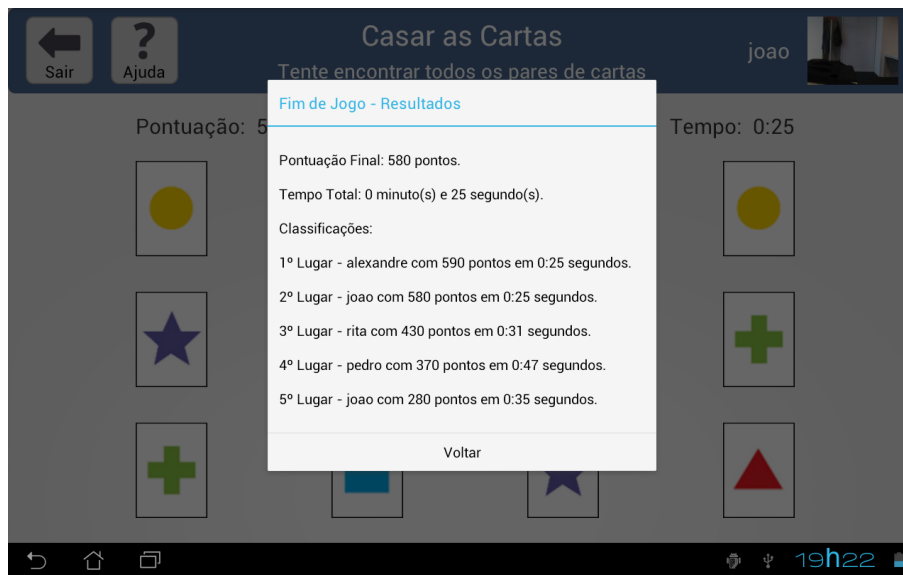 Casar as Cartas
Sair
?
Ajuda
Tente encontrar todos os pares de cartas
joao
Pontuação: 5
Tempo: 0:25
Fim de Jogo - Resultados
Pontuação Final: 580 pontos.
Tempo Total: 0 minuto(s) e 25 segundo(s).
Classificações:
1º Lugar - alexandre com 590 pontos em 0:25 segundos.
2º Lugar - joao com 580 pontos em 0:25 segundos.
3º Lugar - rita com 430 pontos em 0:31 segundos.
4º Lugar - pedro com 370 pontos em 0:47 segundos.
5º Lugar - joao com 280 pontos em 0:35 segundos.
Voltar
19h22